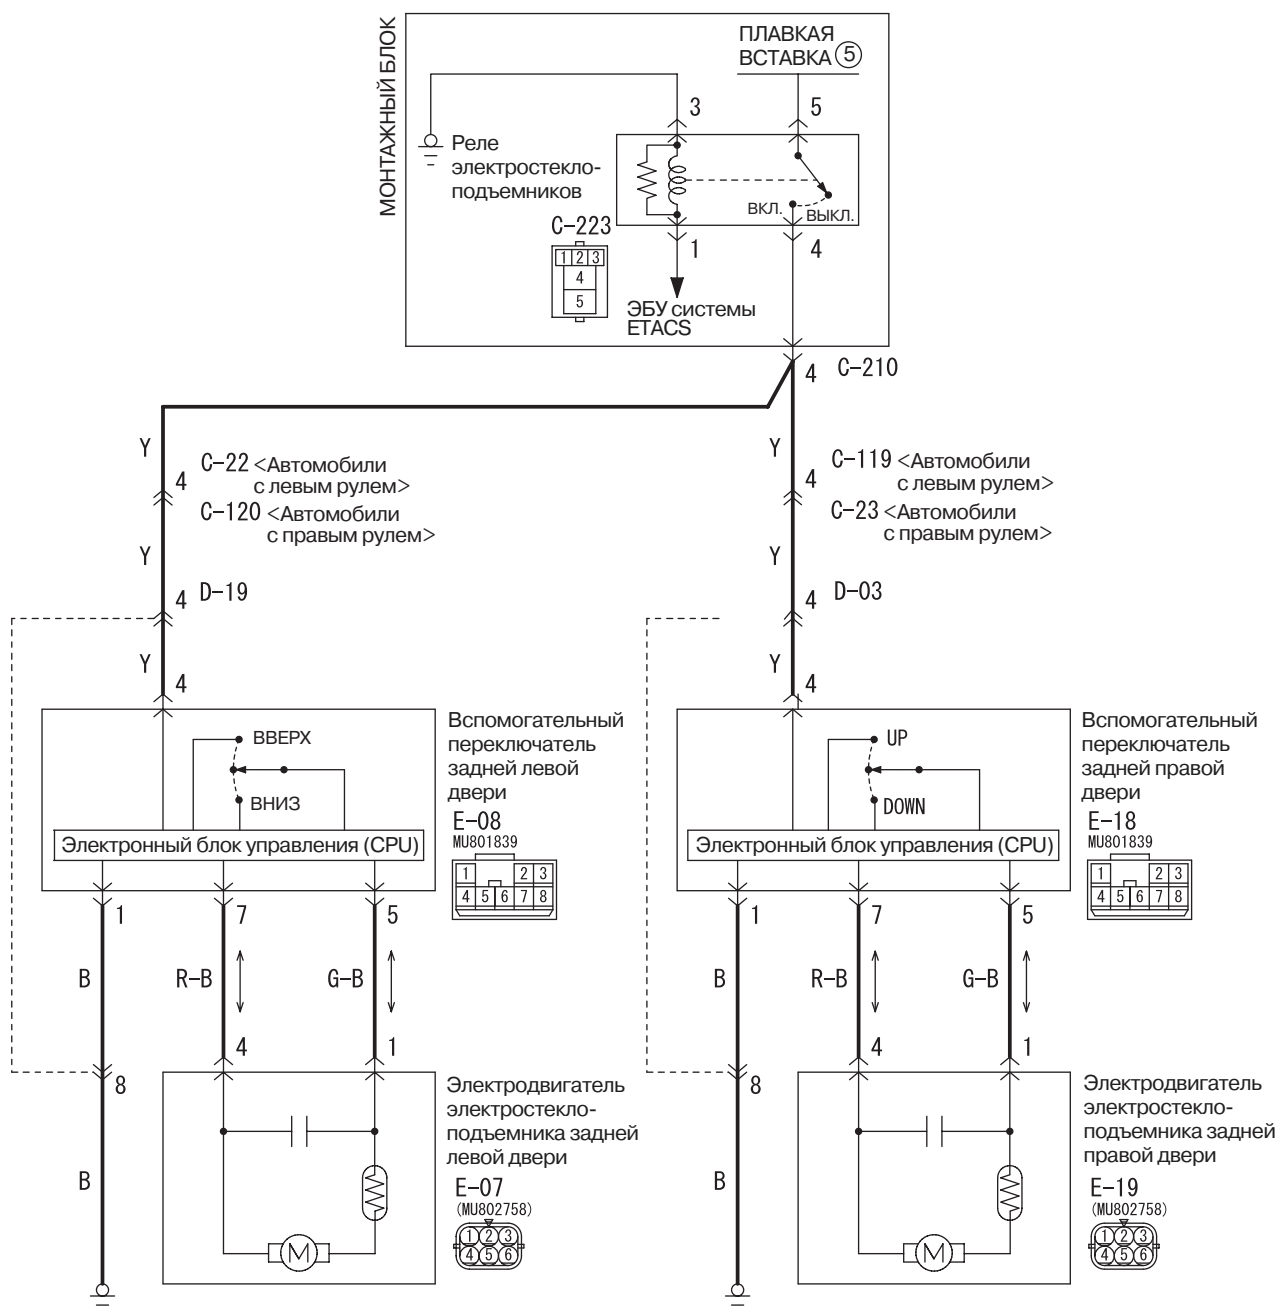 МОНТАЖНЫЙ БЛОК
ПЛАВКАЯ
ВСТАВКА 5
3
5
Реле
электростекло-
подъемников
ВКЛ.
ВЫКЛ.
C-223
1 2 3
4
5
1
4
ЭБУ системы
ETACS
4
C-210
Y
4
C-22 <Автомобили
с левым рулем>
C-120 <Автомобили
с правым рулем>
Y
4
C-119 <Автомобили
с левым рулем>
C-23 <Автомобили
с правым рулем>
Y
4
D-19
Y
4
D-03
Y
4
Y
4
ВВЕРХ
ВНИЗ
Электронный блок управления (CPU)
Вспомогательный
переключатель
задней левой
двери
E-08
MU801839
1 2 3
4 5 6 7 8
UP
DOWN
Электронный блок управления (CPU)
Вспомогательный
переключатель
задней правой
двери
E-18
MU801839
1 2 3
4 5 6 7 8
1
7
5
1
7
5
B
R-B
G-B
B
R-B
G-B
4
1
4
1
8
8
B
B
M
Электродвигатель
электростекло-
подъемника задней
левой двери
E-07
(MU802758)
1 2 3
4 5 6
M
Электродвигатель
электростекло-
подъемника задней
правой двери
E-19
(MU802758)
1 2 3
4 5 6